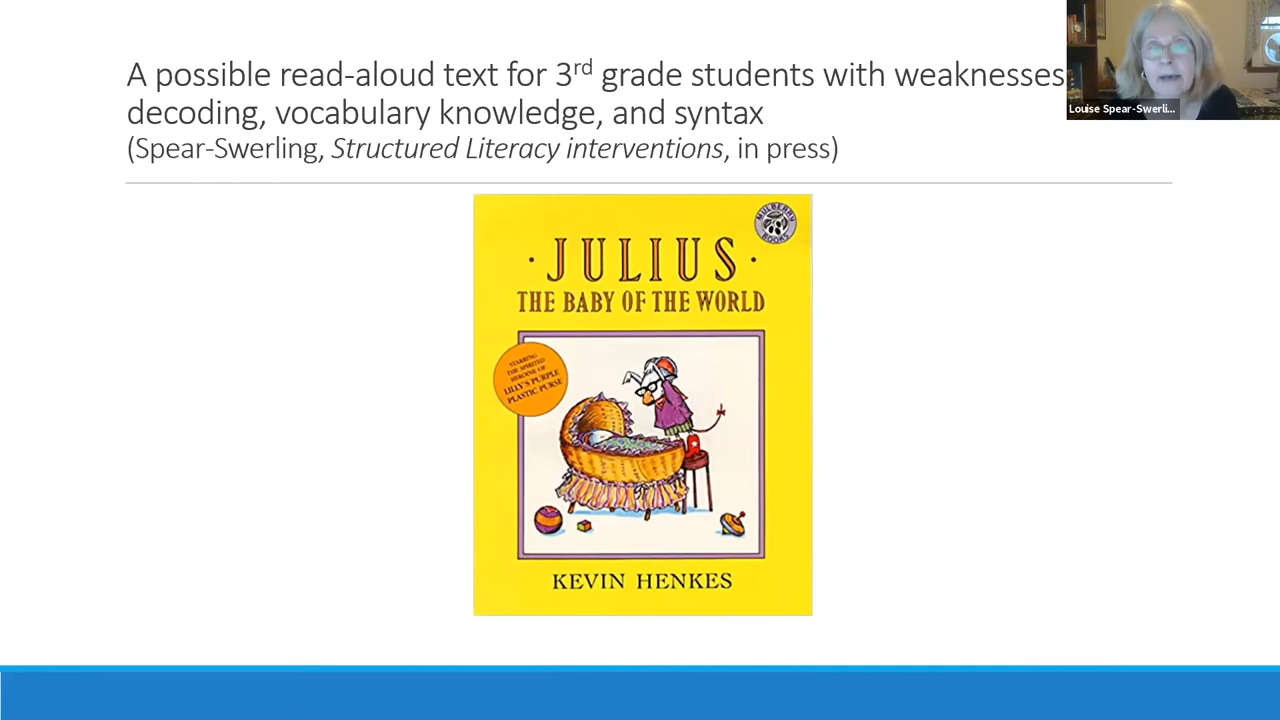 A possible read-aloud text for 3rd grade students with weaknesses
decoding, vocabulary knowledge, and syntax
(Spear-Swerling, Structured Literacy interventions, in press)
Louise Spear-Swerli...
MULBERRY
BOOKS
· JULIUS ·
THE BABY OF THE WORLD
STARRING
THE SPIRITED
HEROINE OF
LILLY'S PURPLE
PLASTIC PURSE
KEVIN HENKES